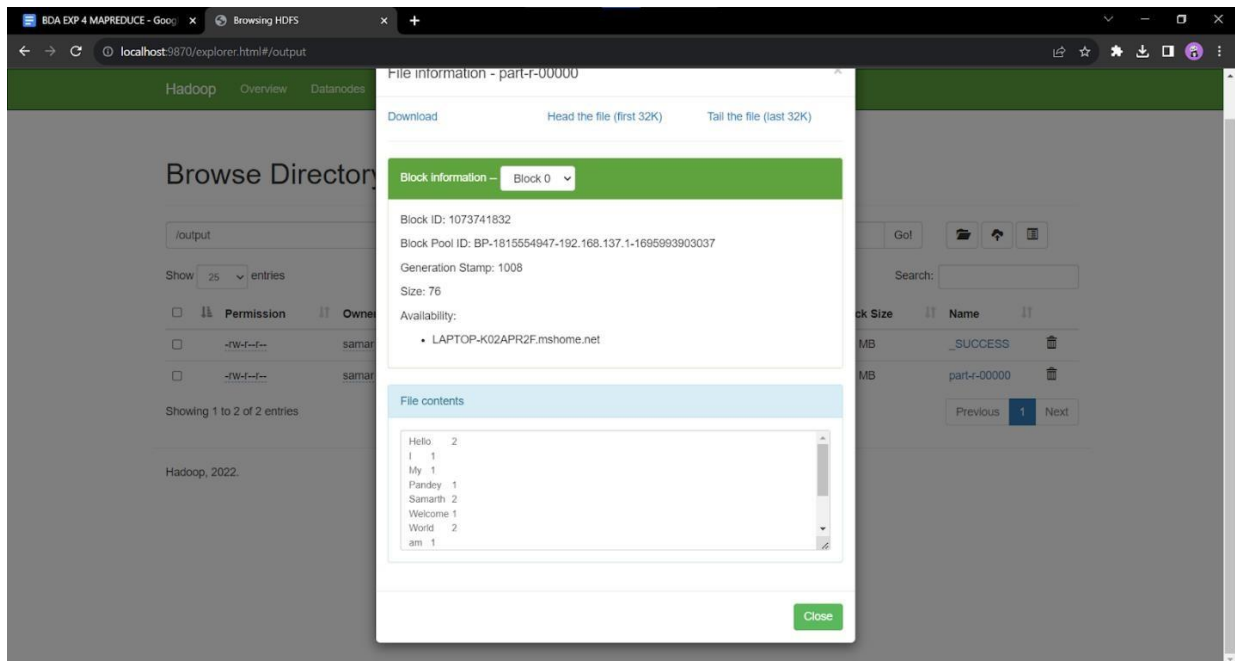 BDA EXP 4 MAPREDUCE - Goog
Browsing HDFS
localhost:9870/explorer.html#/output
Hadoop Overview Datanodes
File information - part-r-00000
Download Head the file (first 32K) Tail the file (last 32K)
Browse Directory
Block information -- Block 0
Block ID: 1073741832
Block Pool ID: BP-1815554947-192.168.137.1-1695993903037
Generation Stamp: 1008
Size: 76
Availability:
LAPTOP-K02APR2F.mshome.net
/output Go!
Show 25 entries Search:
Permission Owner ck Size Name
-rw-r--r-- samar MB _SUCCESS
-rw-r--r-- samar MB part-r-00000
Showing 1 to 2 of 2 entries Previous 1 Next
File contents
Hello 2
I 1
My 1
Pandey 1
Samarth 2
Welcome 1
World 2
am 1
Hadoop, 2022.
Close